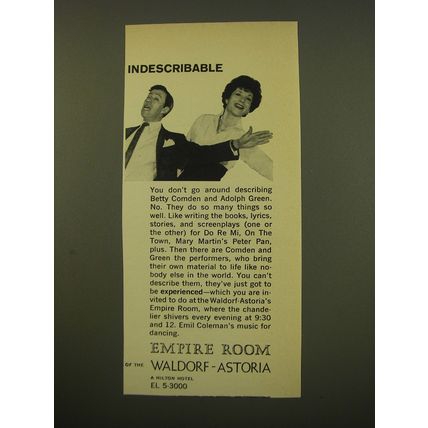 INDESCRIBABLE
You don't go around describing
Betty Comden and Adolph Green.
No. They do so many things so
well. Like writing the books, lyrics,
stories, and screenplays (one or
the other) for Do Re Mi, On The
Town, Mary Martin's Peter Pan,
plus. Then there are Comden and
Green the performers, who bring
their own material to life like no-
body else in the world. You can't
describe them, they've just got to
be experienced—which you are in-
vited to do at the Waldorf-Astoria's
Empire Room, where the chande-
lier shivers every evening at 9:30
and 12. Emil Coleman's music for
dancing.
EMPIRE ROOM
OF THE WALDORF-ASTORIA
A HILTON HOTEL
EL 5-3000